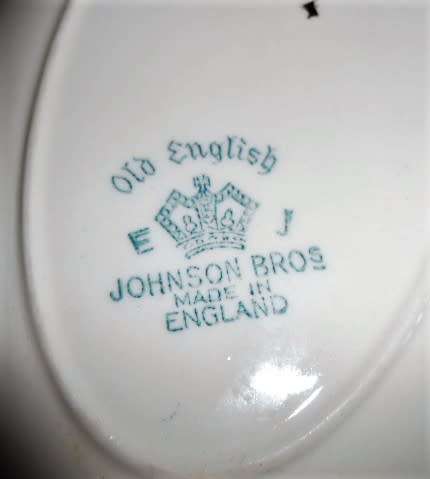 Old English
E J
JOHNSON BROS
MADE IN
ENGLAND